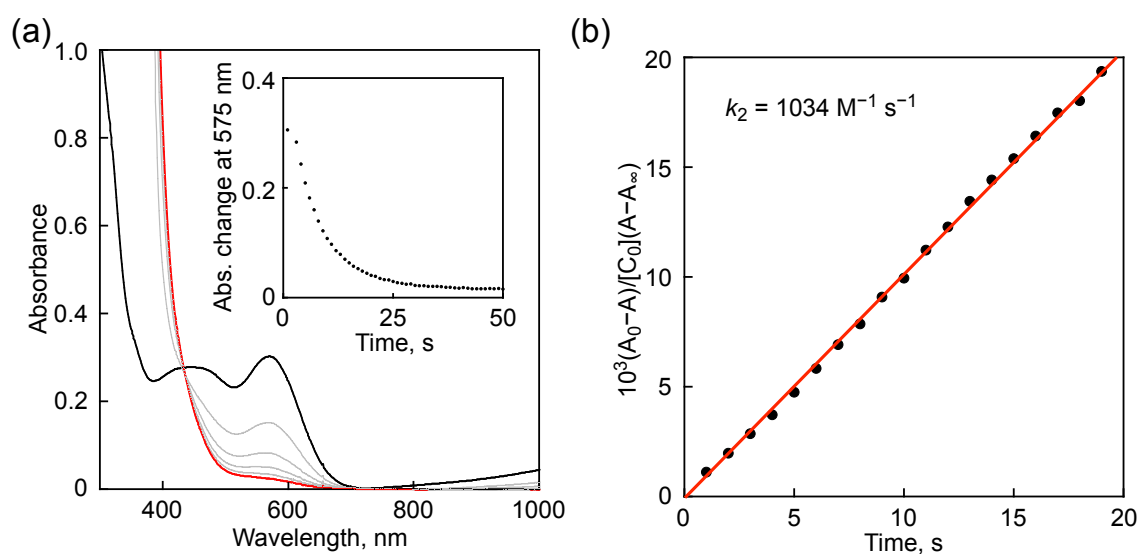 (a)
1.0
0.8
0.6
0.4
0.2
0
Absorbance
400
600
800
1000
Wavelength, nm
0.4
0.2
0
Abs. change at 575 nm
0
25
50
Time, s
(b)
k₂ = 1034 M⁻¹ s⁻¹
20
15
10
5
0
10³(A₀−A)/[C₀](A−A∞)
0
5
10
15
20
Time, s